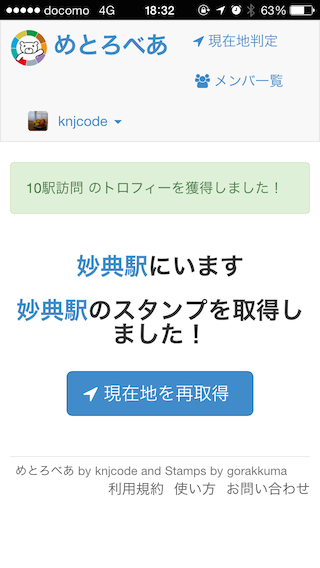 docomo 4G 18:32 63%
めとろべあ
現在地判定
メンバ一覧
knjcode
10駅訪問 のトロフィーを獲得しました！
妙典駅にいます
妙典駅のスタンプを取得し
ました！
現在地を再取得
めとろべあ by knjcode and Stamps by gorakkuma
利用規約 使い方 お問い合わせ